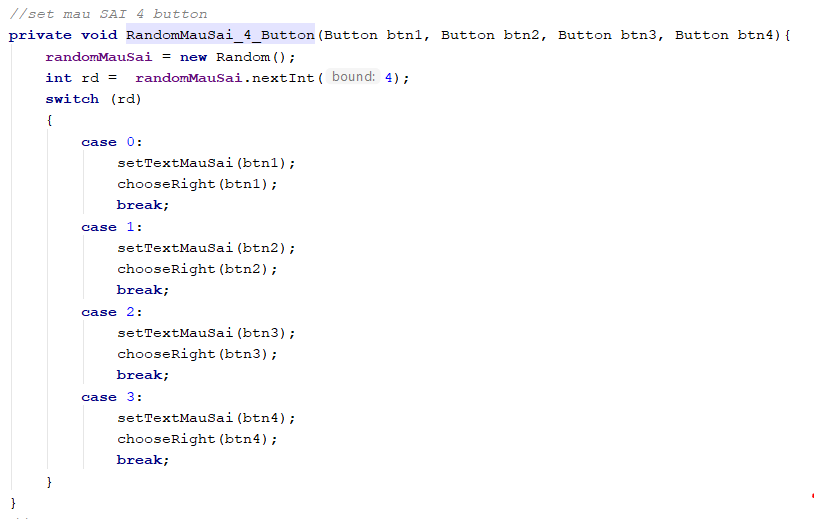 //set mau SAI 4 button
private void RandomMauSai_4_Button(Button btn1, Button btn2, Button btn3, Button btn4){
randomMauSai = new Random();
int rd =  randomMauSai.nextInt( bound: 4);
switch (rd)
{
case 0:
setTextMauSai(btn1);
chooseRight(btn1);
break;
case 1:
setTextMauSai(btn2);
chooseRight(btn2);
break;
case 2:
setTextMauSai(btn3);
chooseRight(btn3);
break;
case 3:
setTextMauSai(btn4);
chooseRight(btn4);
break;
}
}